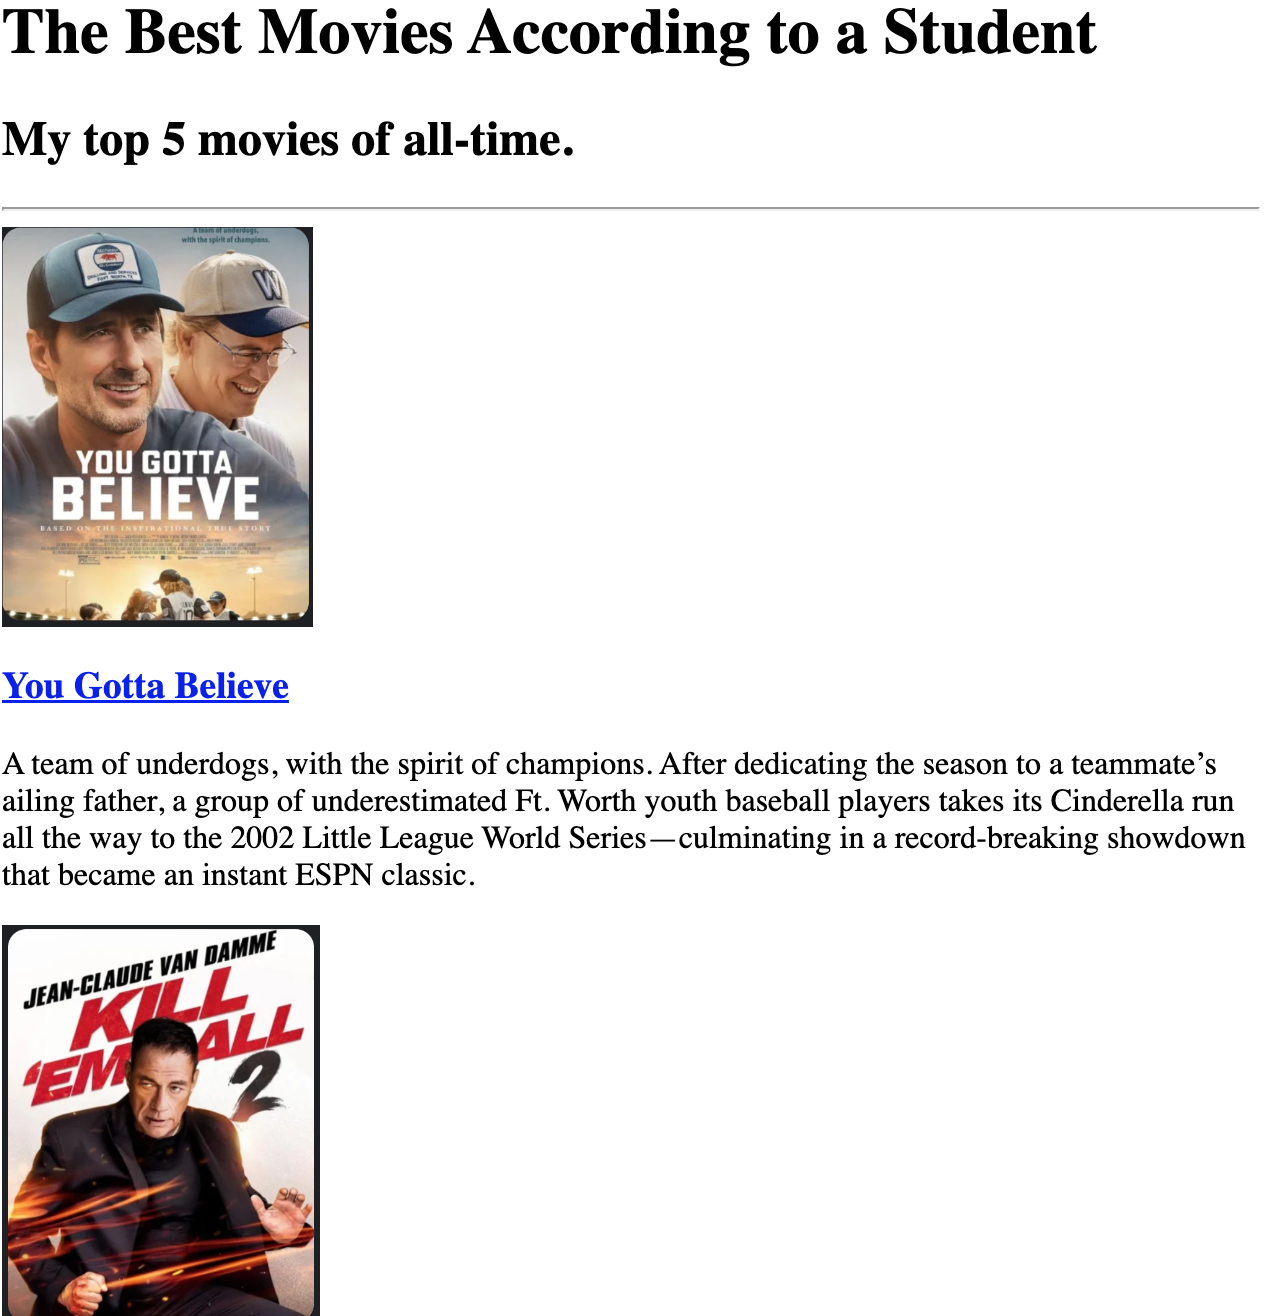 The Best Movies According to a Student
My top 5 movies of all-time.
A team of underdogs,
with the spirit of champions.
W
YOU GOTTA
BELIEVE
BASED ON THE INSPIRATIONAL TRUE STORY
You Gotta Believe
A team of underdogs, with the spirit of champions. After dedicating the season to a teammate’s
ailing father, a group of underestimated Ft. Worth youth baseball players takes its Cinderella run
all the way to the 2002 Little League World Series—culminating in a record-breaking showdown
that became an instant ESPN classic.
JEAN-CLAUDE VAN DAMME
KILL
‘EM ALL
2